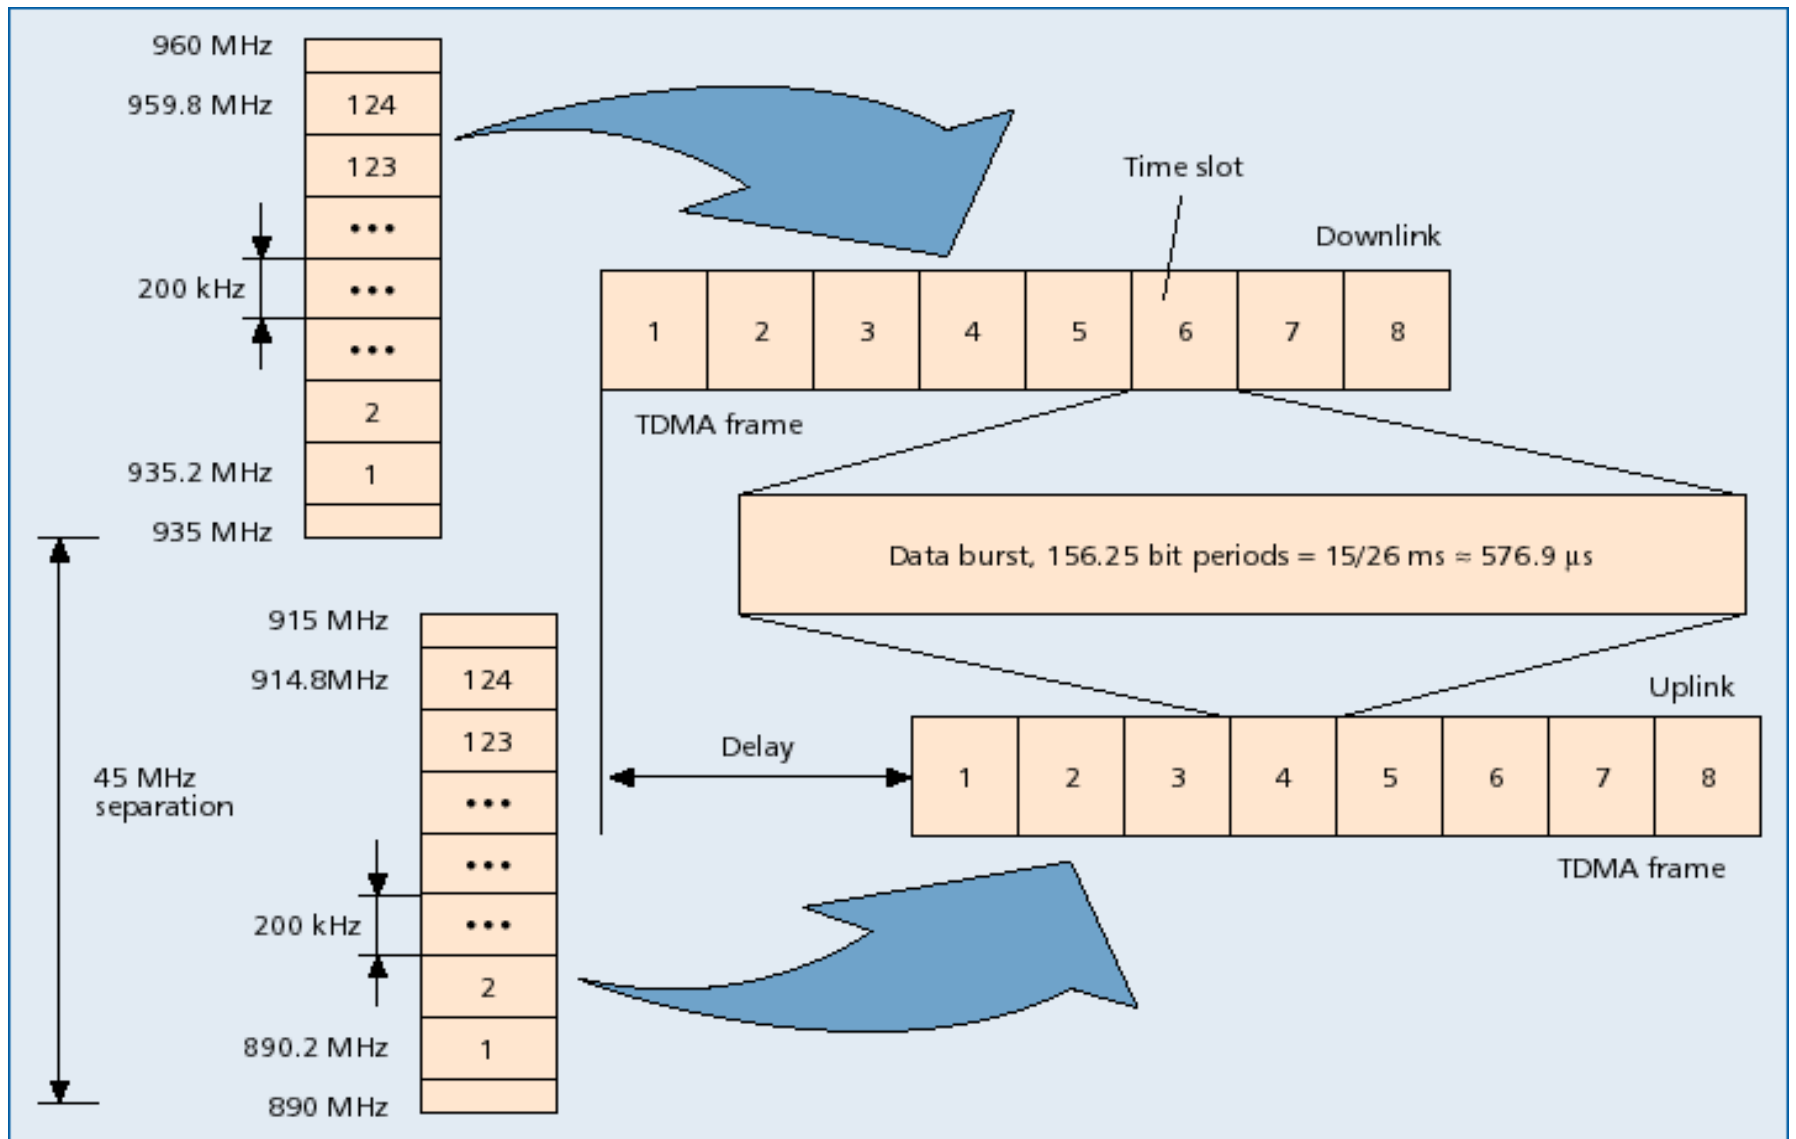 960 MHz
959.8 MHz
124
123
•••
200 kHz
•••
•••
2
935.2 MHz
1
935 MHz
Time slot
Downlink
1 2 3 4 5 6 7 8
TDMA frame
Data burst, 156.25 bit periods = 15/26 ms ≈ 576.9 μs
915 MHz
914.8MHz
124
123
•••
•••
200 kHz
•••
2
890.2 MHz
1
890 MHz
45 MHz
separation
Uplink
Delay
1 2 3 4 5 6 7 8
TDMA frame